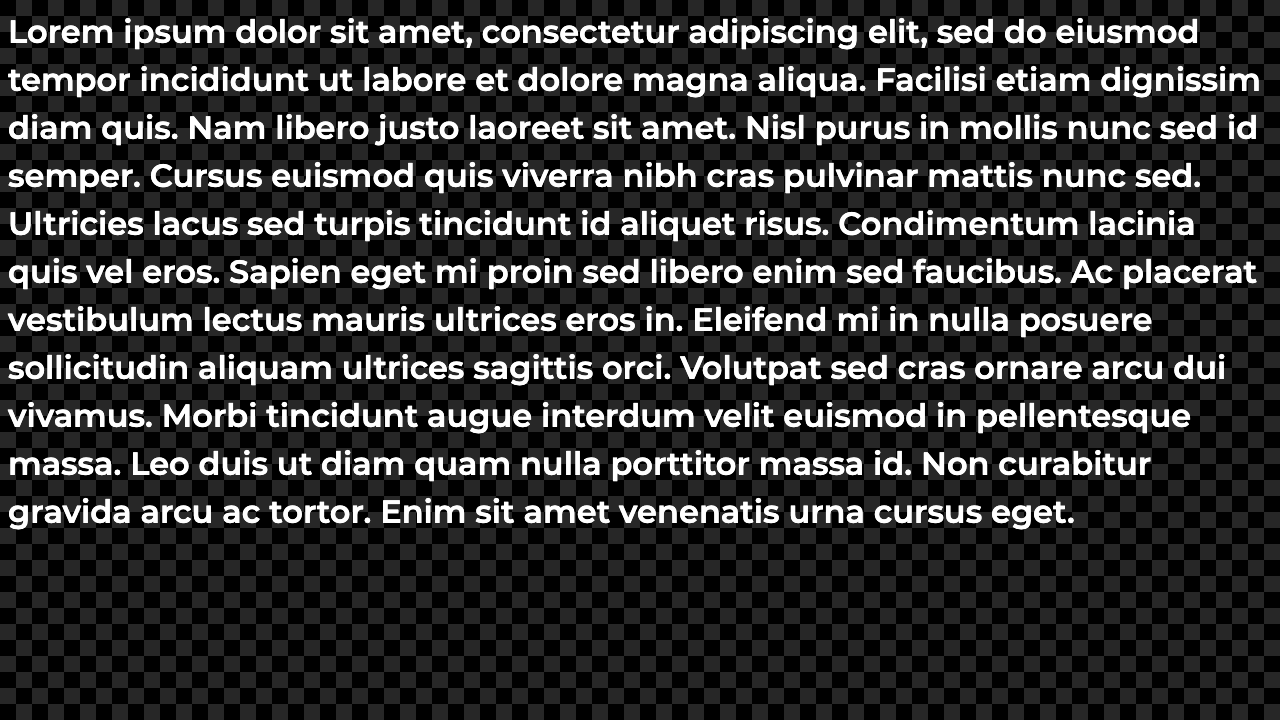 Lorem ipsum dolor sit amet, consectetur adipiscing elit, sed do eiusmod
tempor incididunt ut labore et dolore magna aliqua. Facilisi etiam dignissim
diam quis. Nam libero justo laoreet sit amet. Nisl purus in mollis nunc sed id
semper. Cursus euismod quis viverra nibh cras pulvinar mattis nunc sed.
Ultricies lacus sed turpis tincidunt id aliquet risus. Condimentum lacinia
quis vel eros. Sapien eget mi proin sed libero enim sed faucibus. Ac placerat
vestibulum lectus mauris ultrices eros in. Eleifend mi in nulla posuere
sollicitudin aliquam ultrices sagittis orci. Volutpat sed cras ornare arcu dui
vivamus. Morbi tincidunt augue interdum velit euismod in pellentesque
massa. Leo duis ut diam quam nulla porttitor massa id. Non curabitur
gravida arcu ac tortor. Enim sit amet venenatis urna cursus eget.